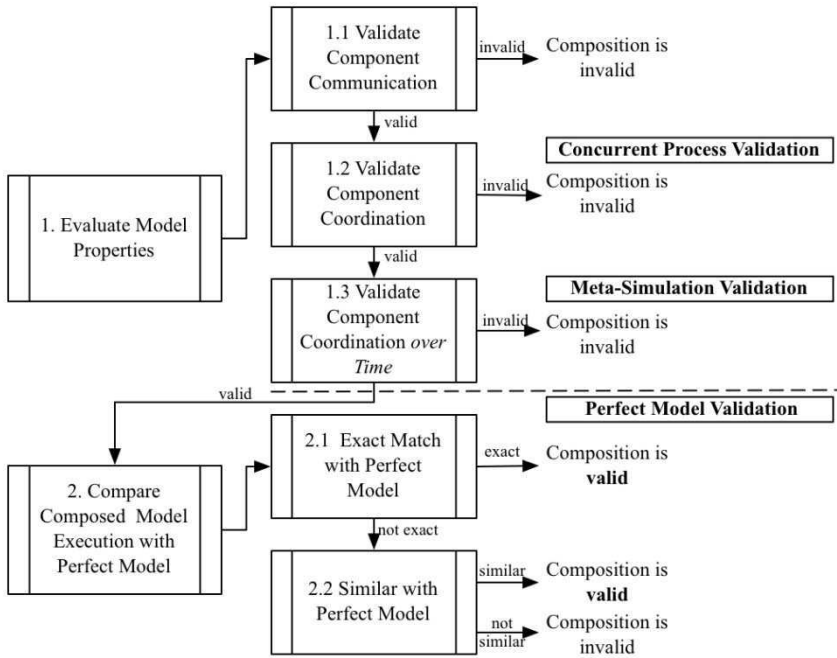 1.1 Validate
Component
Communication
invalid
Composition is
invalid
valid
Concurrent Process Validation
1.2 Validate
Component
Coordination
invalid
Composition is
invalid
1. Evaluate Model
Properties
valid
Meta-Simulation Validation
1.3 Validate
Component
Coordination over
Time
invalid
Composition is
invalid
valid
Perfect Model Validation
2.1 Exact Match
with Perfect
Model
exact
Composition is
valid
2. Compare
Composed Model
Execution with
Perfect Model
not exact
2.2 Similar with
Perfect Model
similar
Composition is
valid
not
similar
Composition is
invalid